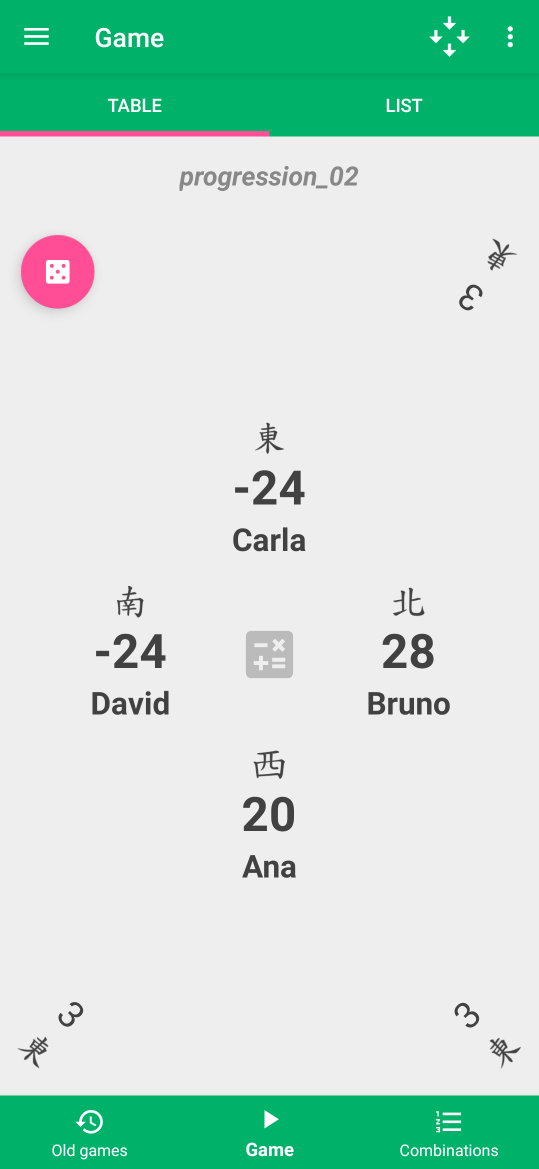 Game
TABLE
LIST
progression_02
東
3
東
-24
Carla
南
-24
David
北
28
Bruno
西
20
Ana
3
東
3
東
Old games
Game
Combinations